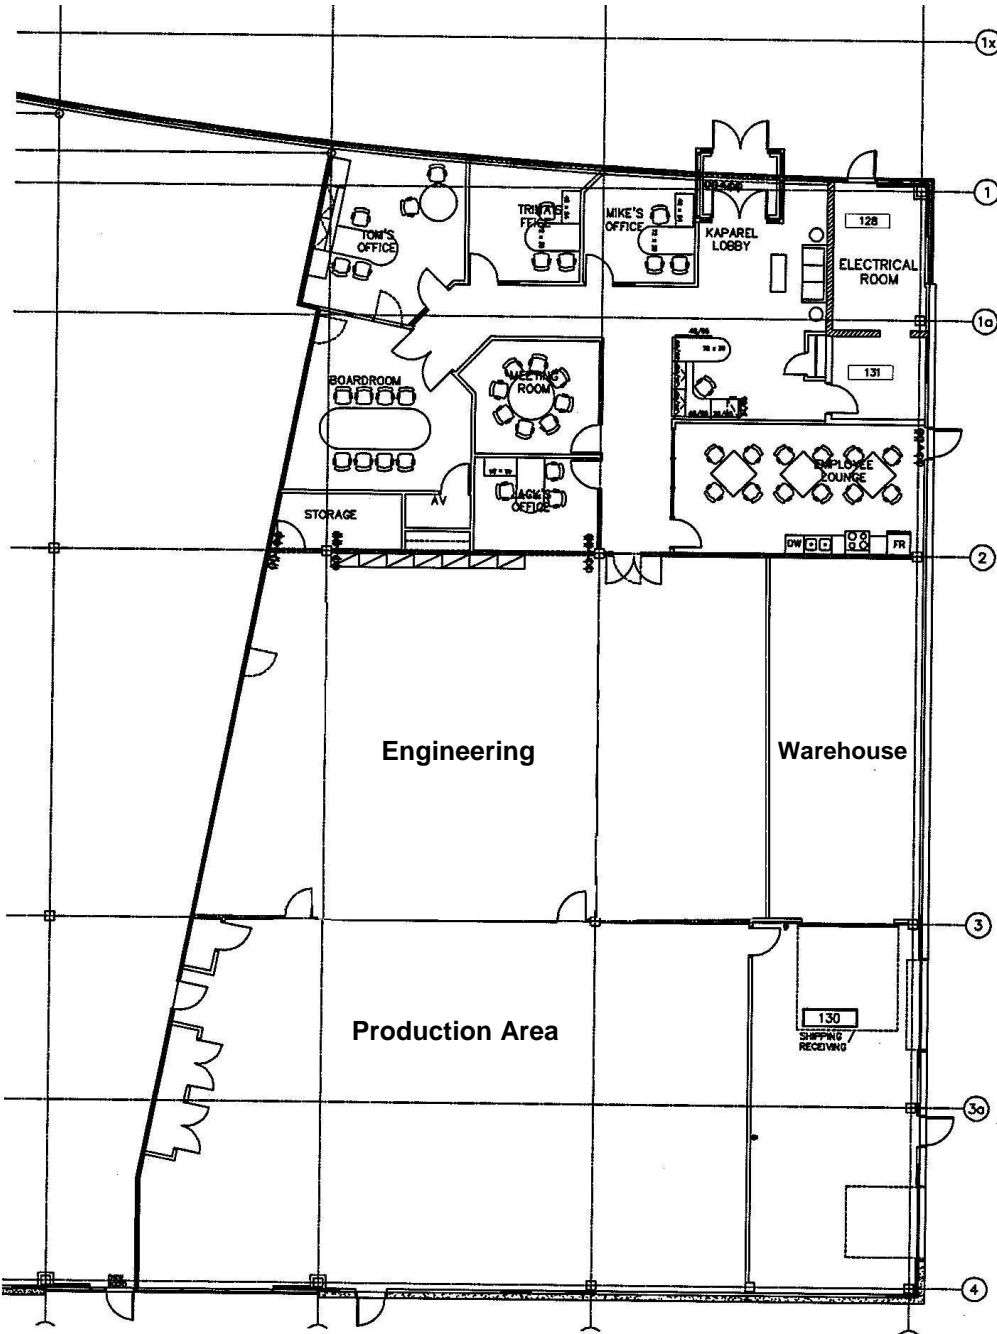 1x
1
128
TRINA'S
MIKE'S
OFFICE
KAPAREL
LOBBY
TOM'S
OFFICE
ELECTRICAL
ROOM
1a
131
BOARDROOM
MEETING
ROOM
EMPLOYEE
LOUNGE
OFFICE
AV
STORAGE
DW
FR
2
Engineering
Warehouse
3
130
SHIPPING
RECEIVING
Production Area
3a
4